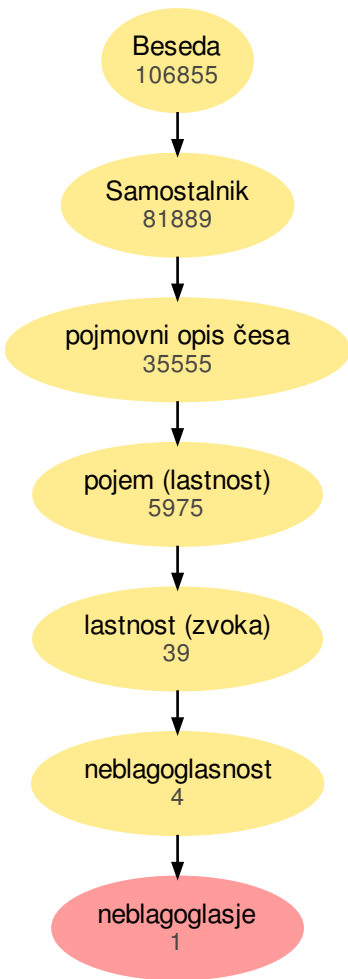 Beseda
106855
Samostalnik
81889
pojmovni opis česa
35555
pojem (lastnost)
5975
lastnost (zvoka)
39
neblagoglasnost
4
neblagoglasje
1